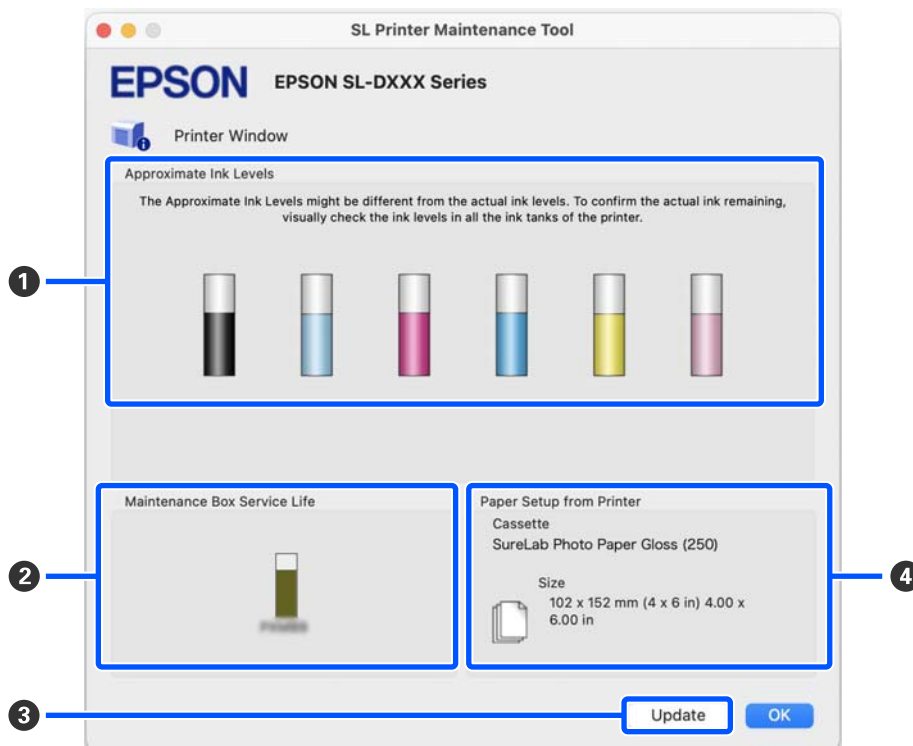 SL Printer Maintenance Tool
EPSON EPSON SL-DXXX Series
Printer Window
Approximate Ink Levels
The Approximate Ink Levels might be different from the actual ink levels. To confirm the actual ink remaining,
visually check the ink levels in all the ink tanks of the printer.
1
Maintenance Box Service Life
2
Paper Setup from Printer
Cassette
SureLab Photo Paper Gloss (250)
Size
102 x 152 mm (4 x 6 in) 4.00 x
6.00 in
4
3
Update
OK